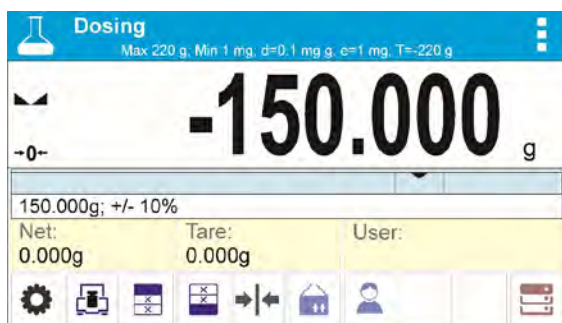 Dosing
Max 220 g; Min 1 mg, d=0.1 mg g, e=1 mg, T=-220 g
-150.000 g
→0←
150.000g; +/- 10%
Net: Tare: User:
0.000g 0.000g